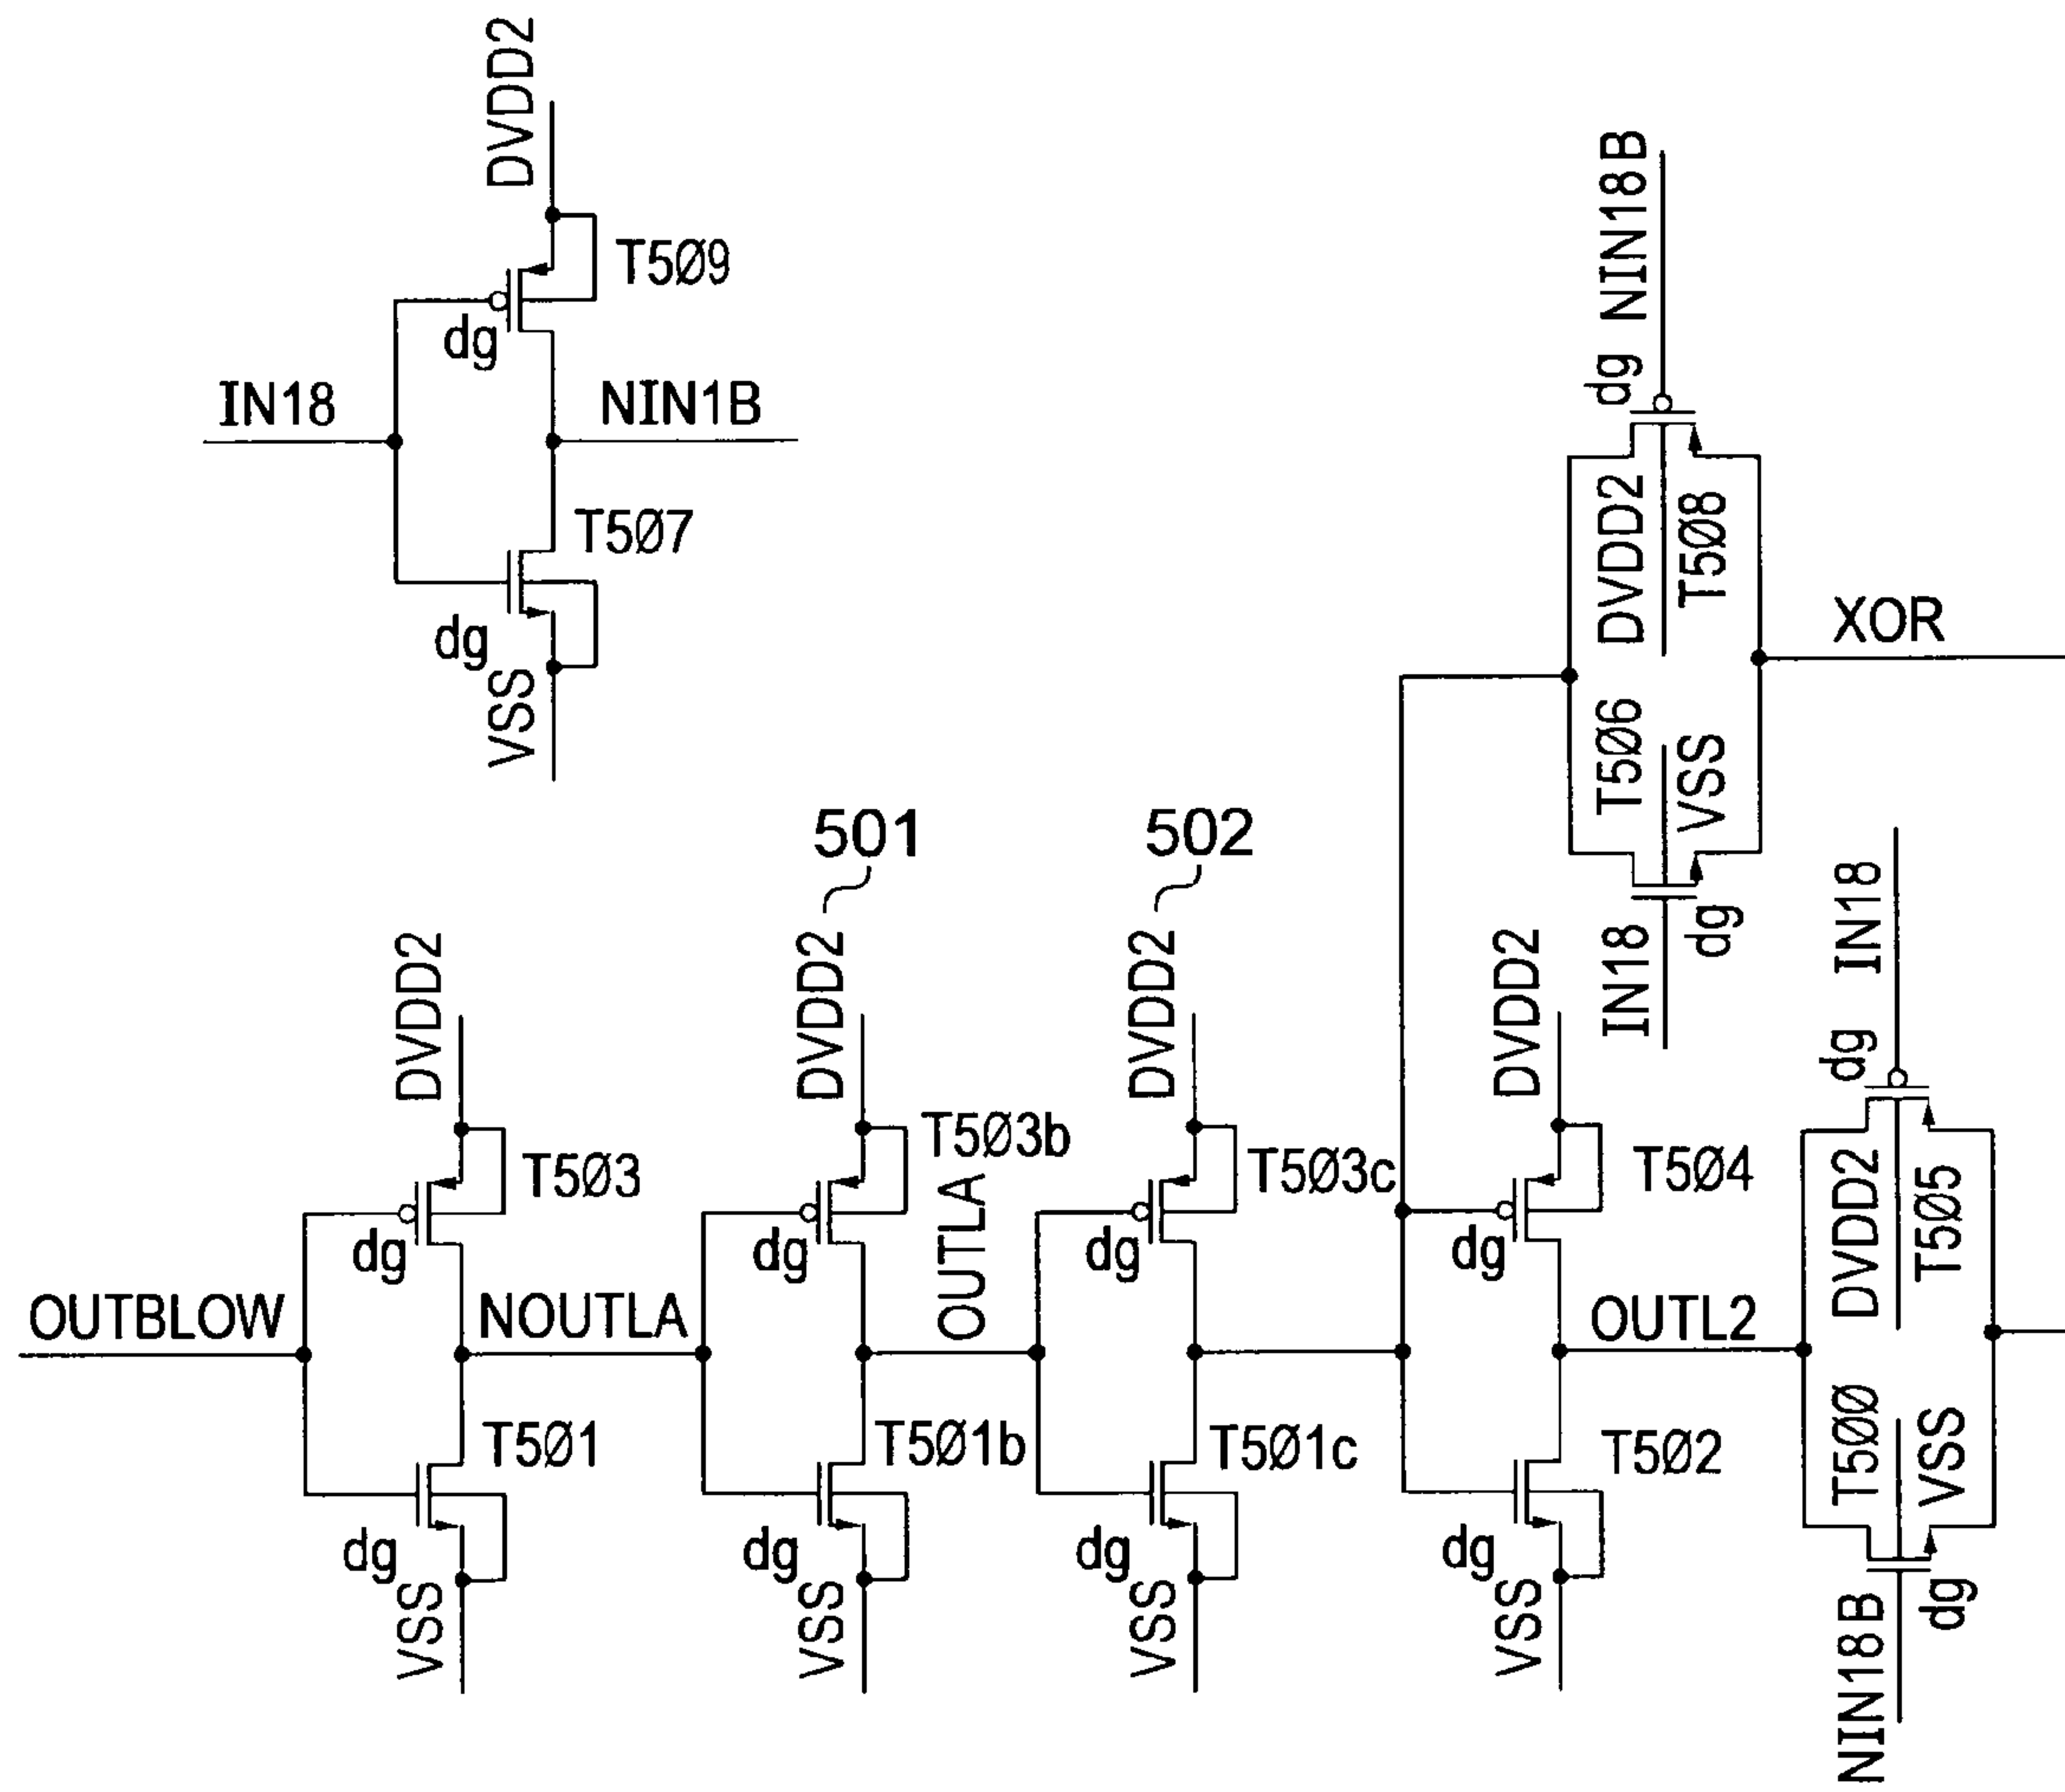 DVDD2
T5Ø9
dg
IN18
NIN1B
T5Ø7
dg
VSS
NIN18B
dg
DVDD2
T5Ø8
XOR
T5Ø6
VSS
IN18
dg
501
502
DVDD2
DVDD2
DVDD2
DVDD2
IN18
dg
T5Ø3
T5Ø3b
T5Ø3c
T5Ø4
DVDD2
T5Ø5
dg
dg
dg
dg
OUTBLOW
NOUTLA
OUTLA
OUTL2
T5Ø1
T5Ø1b
T5Ø1c
T5Ø2
T5ØØ
VSS
dg
dg
dg
dg
dg
VSS
VSS
VSS
VSS
NIN18B